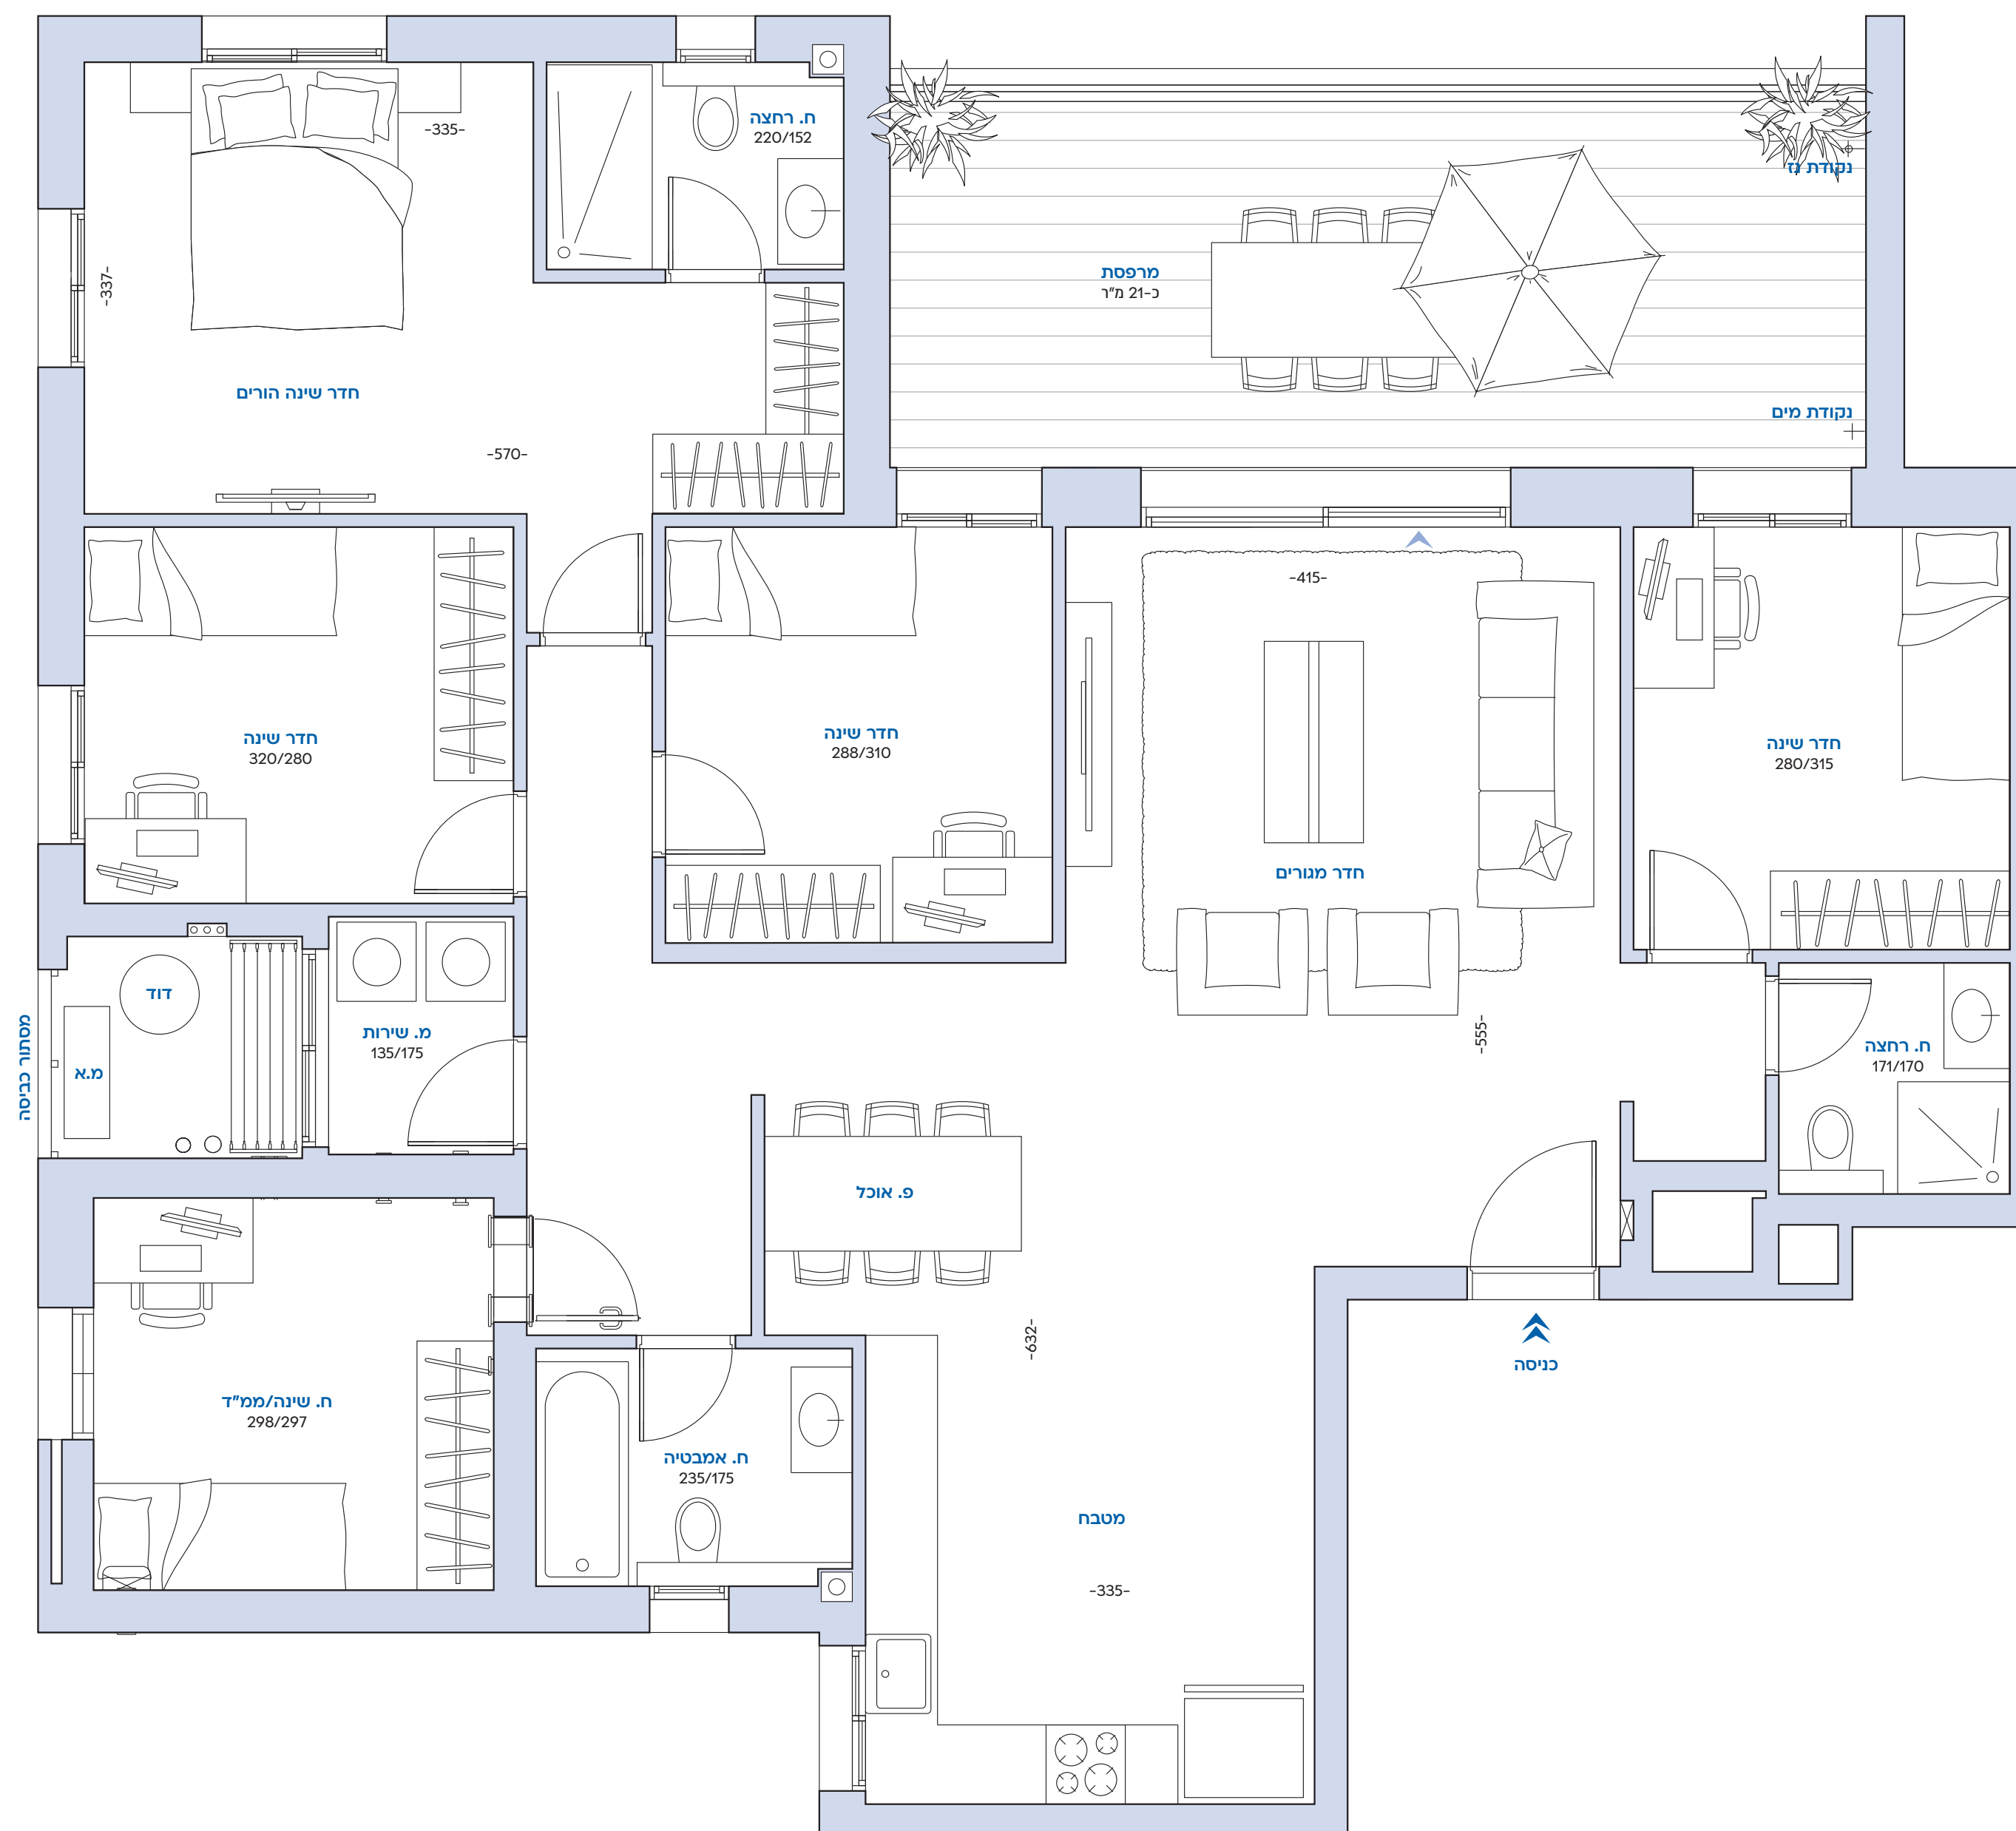 ח. רחצה
220/152
-335-
נקודת גז
-337-
מרפסת
כ-21 מ"ר
חדר שינה הורים
נקודת מים
-570-
-415-
חדר שינה
320/280
חדר שינה
288/310
חדר שינה
280/315
חדר מגורים
דוד
מ. שירות
135/175
-555-
ח. רחצה
171/170
מסתור כביסה
מ.א
פ. אוכל
-632-
כניסה
ח. שינה/ממ"ד
298/297
ח. אמבטיה
235/175
מטבח
-335-